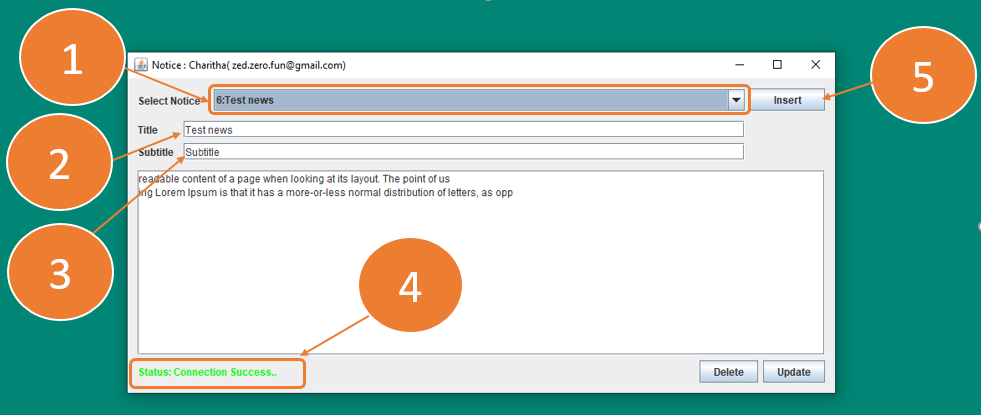 1
5
Notice : Charitha( zed.zero.fun@gmail.com)
Select Notice 6:Test news Insert
Title Test news
2
Subtitle Subtitle
readable content of a page when looking at its layout. The point of us
ing Lorem Ipsum is that it has a more-or-less normal distribution of letters, as opp
3
4
Status: Connection Success.. Delete Update